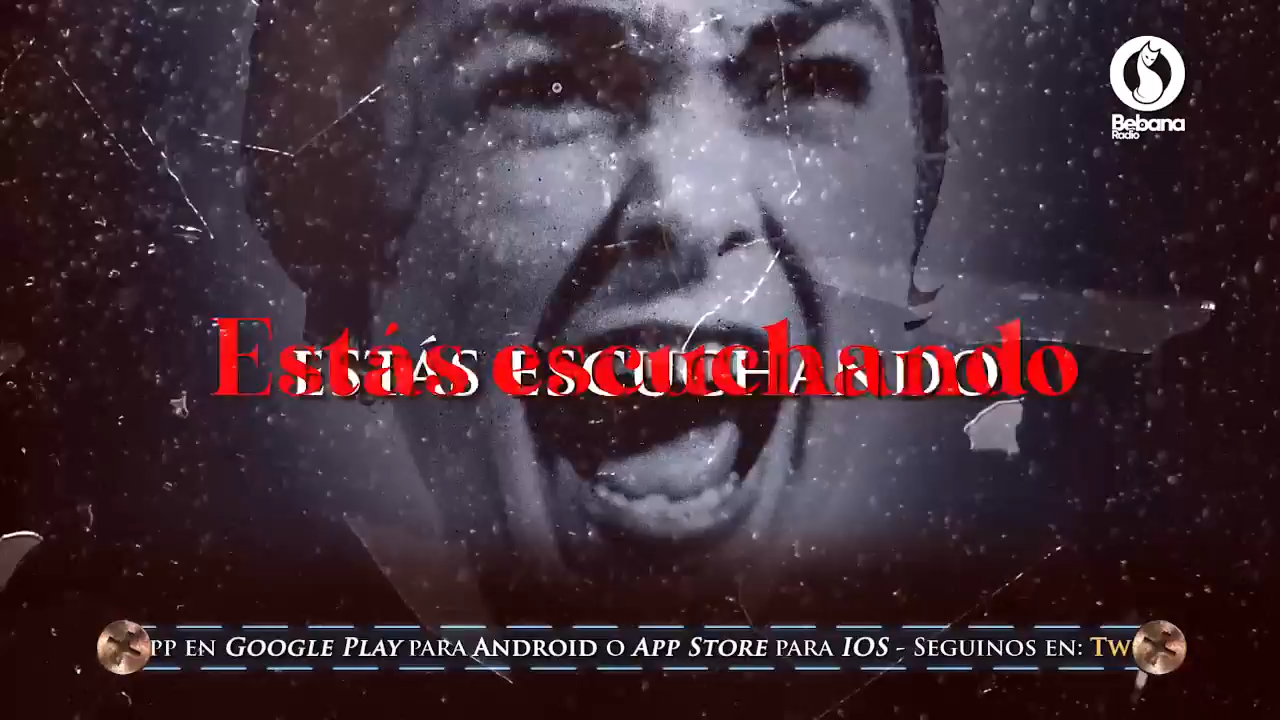 Bebana
Radio
Estás escuchando
ESTÁS ESCUCHANDO
PP EN GOOGLE PLAY PARA ANDROID O APP STORE PARA IOS - SEGUINOS EN: TW